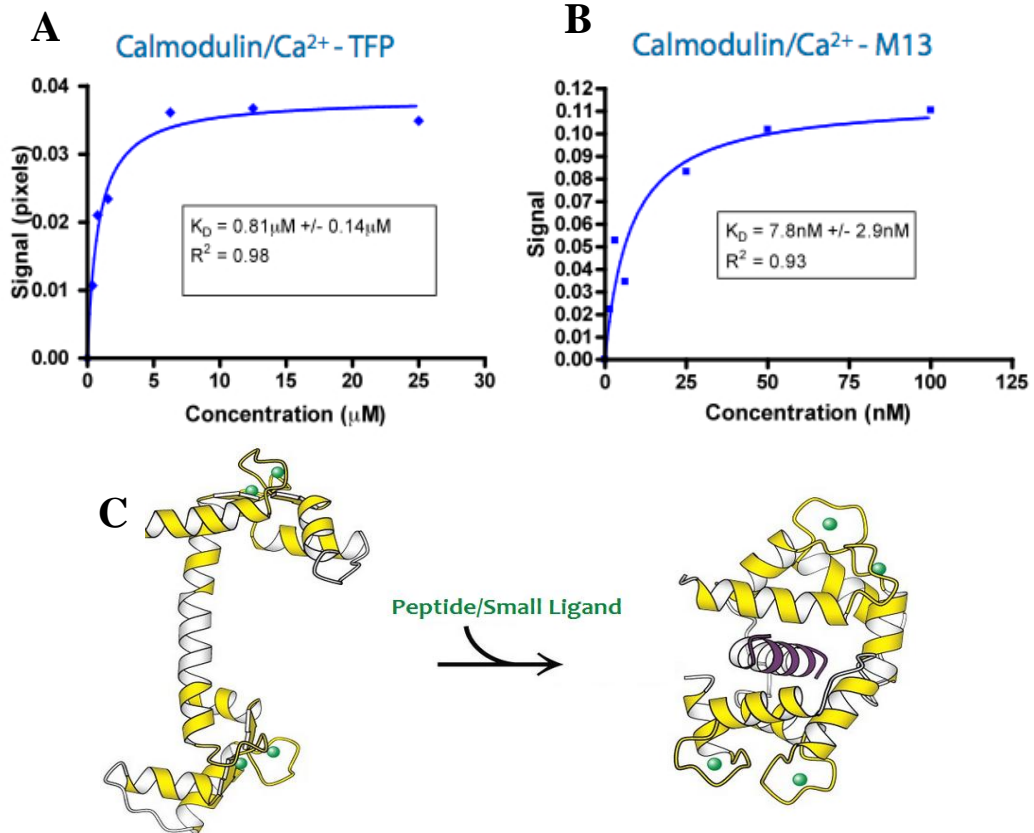 A
Calmodulin/Ca²⁺ - TFP
0.04
0.03
0.02
0.01
0.00
Signal (pixels)
K_D = 0.81μM +/- 0.14μM
R² = 0.98
0 5 10 15 20 25 30
Concentration (μM)
B
Calmodulin/Ca²⁺ - M13
0.12
0.11
0.10
0.09
0.08
0.07
0.06
0.05
0.04
0.03
0.02
0.01
0.00
Signal
K_D = 7.8nM +/- 2.9nM
R² = 0.93
0 25 50 75 100 125
Concentration (nM)
C
Peptide/Small Ligand